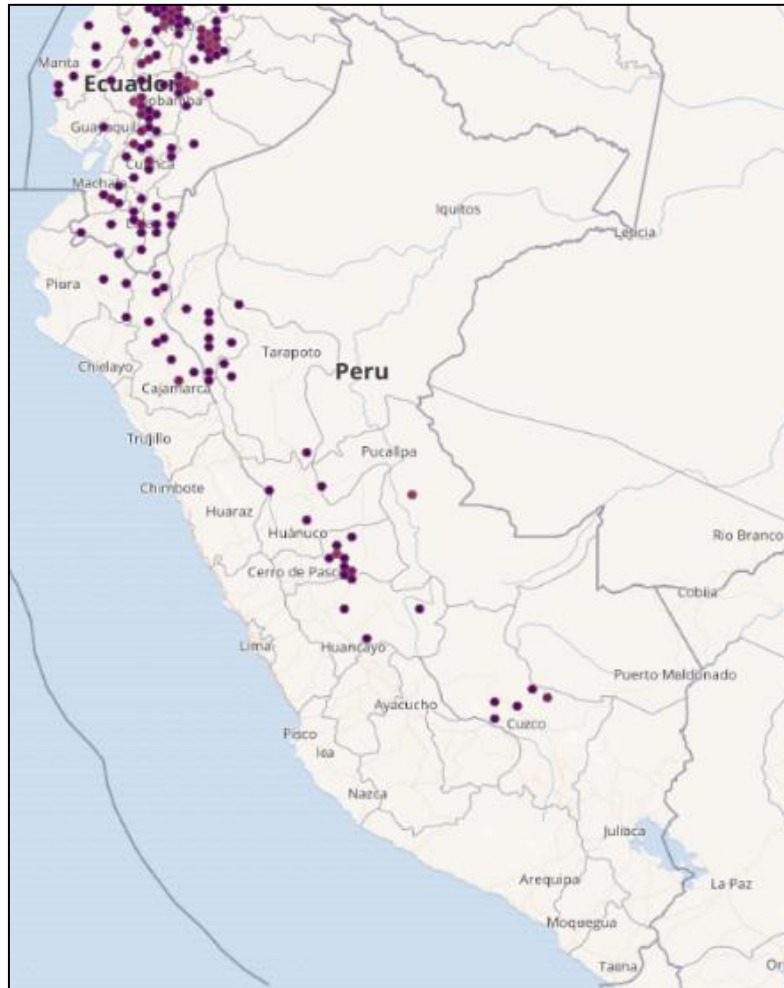 Manta
Ecuador
Guayaquil
Cuenca
Machala
Iquitos
Leticia
Piura
Tarapoto
Chiclayo
Peru
Cajamarca
Trujillo
Pucallpa
Chimbote
Huaraz
Huánuco
Rio Branco
Cerro de Pasc
Cobija
Lima
Huancayo
Puerto Maldonado
Ayacucho
Cuzco
Pisco
Ica
Nazca
Juliaca
Arequipa
La Paz
Moquegua
Tacna